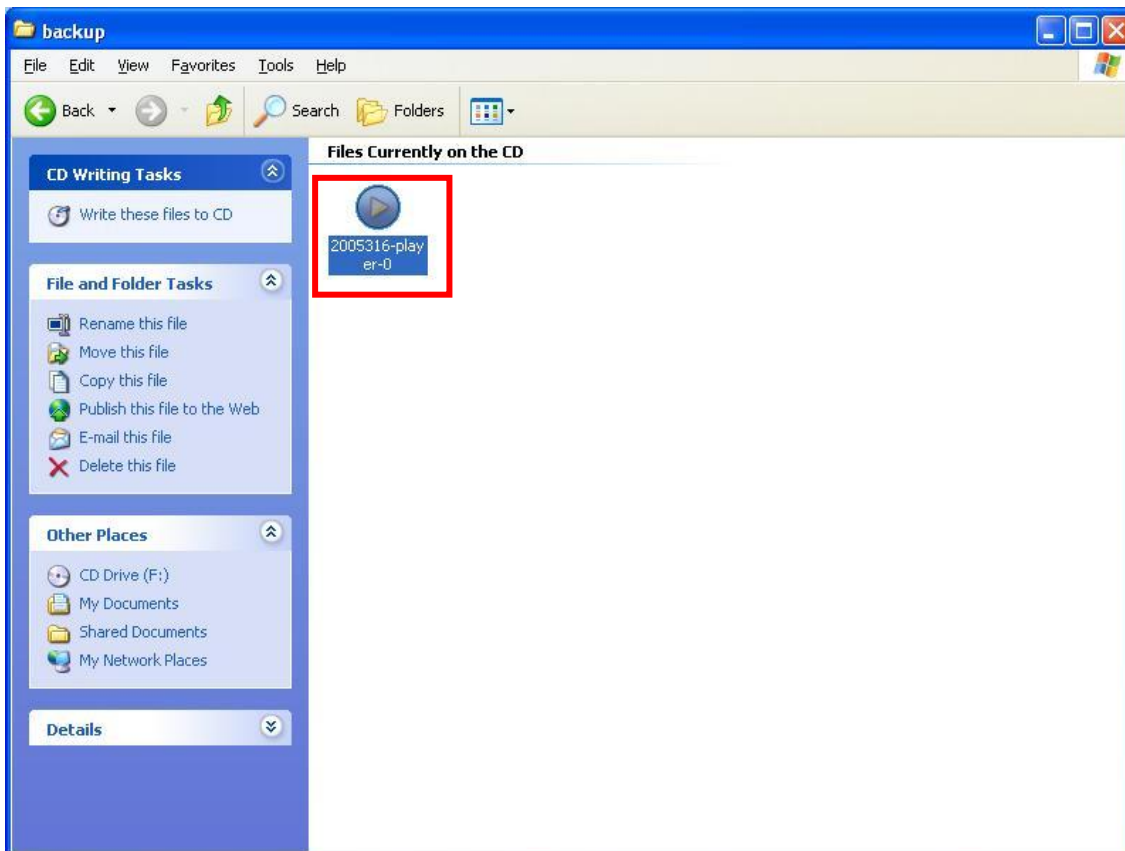 backup
File Edit View Favorites Tools Help
Back Search Folders
Files Currently on the CD
CD Writing Tasks
Write these files to CD
File and Folder Tasks
Rename this file
Move this file
Copy this file
Publish this file to the Web
E-mail this file
Delete this file
Other Places
CD Drive (F:)
My Documents
Shared Documents
My Network Places
Details
2005316-play
er-0